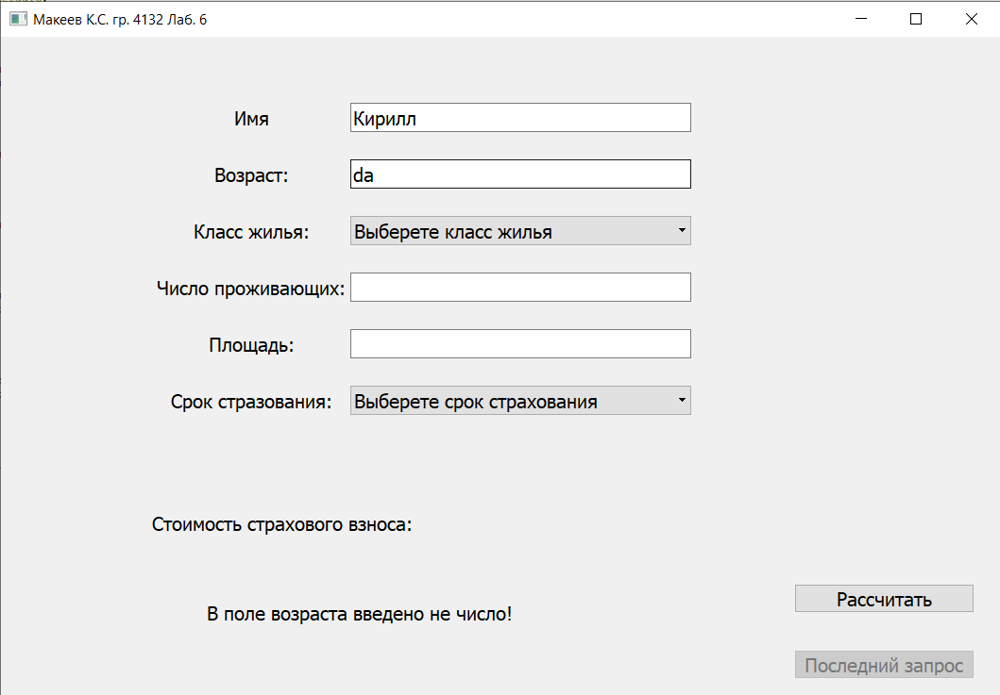 Макеев К.С. гр. 4132 Лаб. 6
Имя
Кирилл
Возраст:
da
Класс жилья:
Выберете класс жилья
Число проживающих:
Площадь:
Срок стразования:
Выберете срок страхования
Стоимость страхового взноса:
В поле возраста введено не число!
Рассчитать
Последний запрос